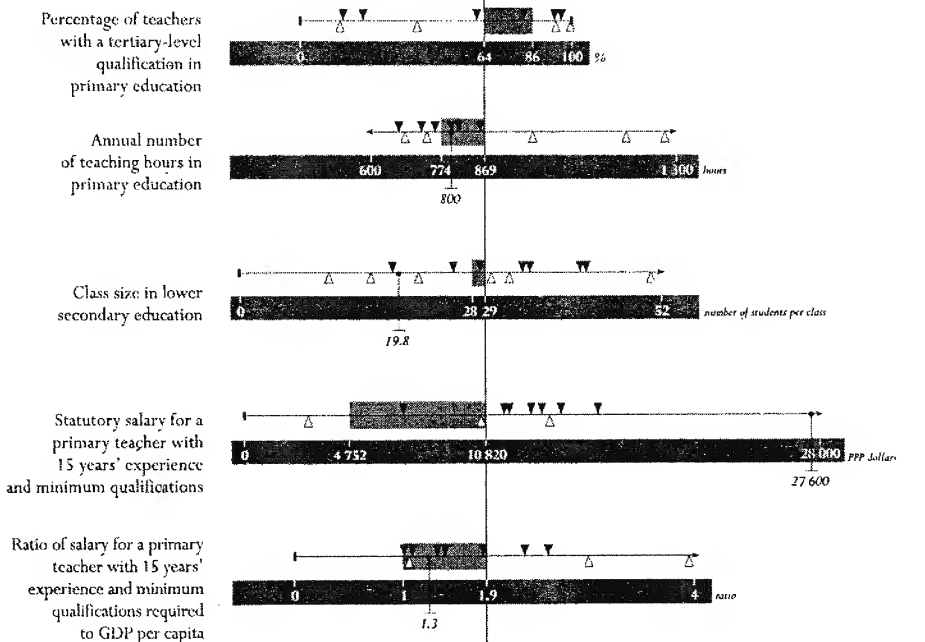 Percentage of teachers
with a tertiary-level
qualification in
primary education
0 64 86 100 %
Annual number
of teaching hours in
primary education
600 774 869 1 300 hours
800
Class size in lower
secondary education
0 28 29 52 number of students per class
19.8
Statutory salary for a
primary teacher with
15 years' experience
and minimum qualifications
0 4 752 10 820 28 000 PPP dollars
27 600
Ratio of salary for a primary
teacher with 15 years'
experience and minimum
qualifications required
to GDP per capita
0 1 1.9 4 ratio
1.3